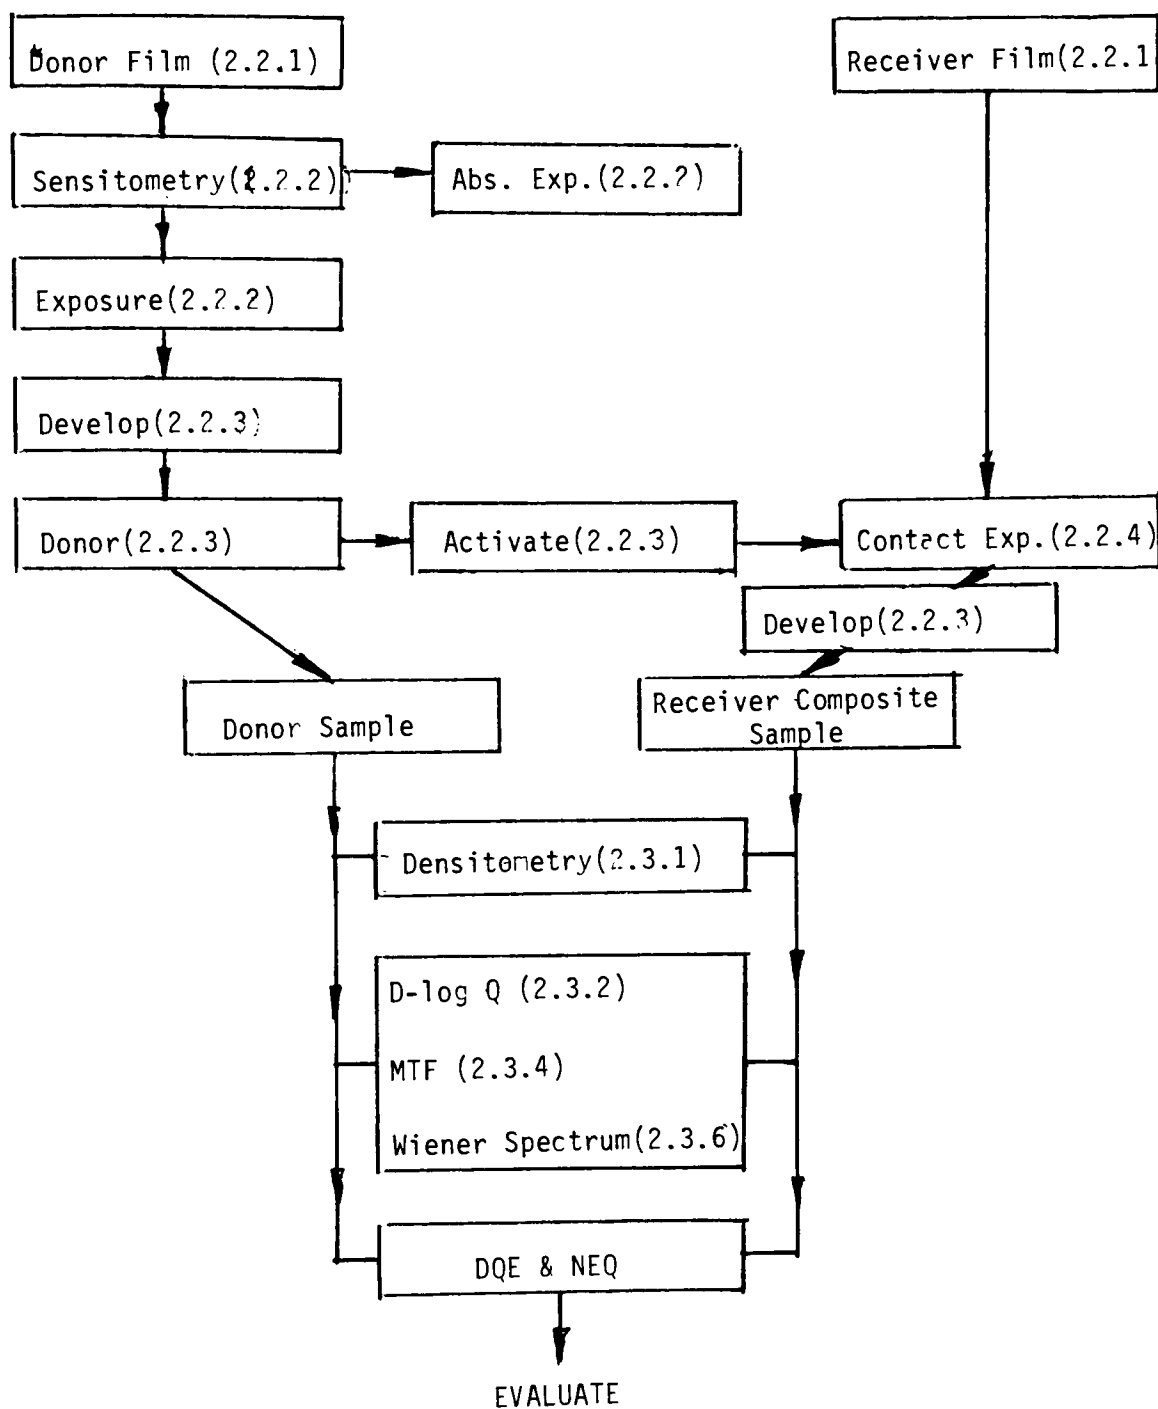 Donor Film (2.2.1)
Receiver Film(2.2.1
Sensitometry(2.2.2)
Abs. Exp.(2.2.2)
Exposure(2.2.2)
Develop(2.2.3)
Donor(2.2.3)
Activate(2.2.3)
Contact Exp.(2.2.4)
Develop(2.2.3)
Donor Sample
Receiver Composite
Sample
Densitometry(2.3.1)
D-log Q (2.3.2)
MTF (2.3.4)
Wiener Spectrum(2.3.6)
DQE & NEQ
EVALUATE